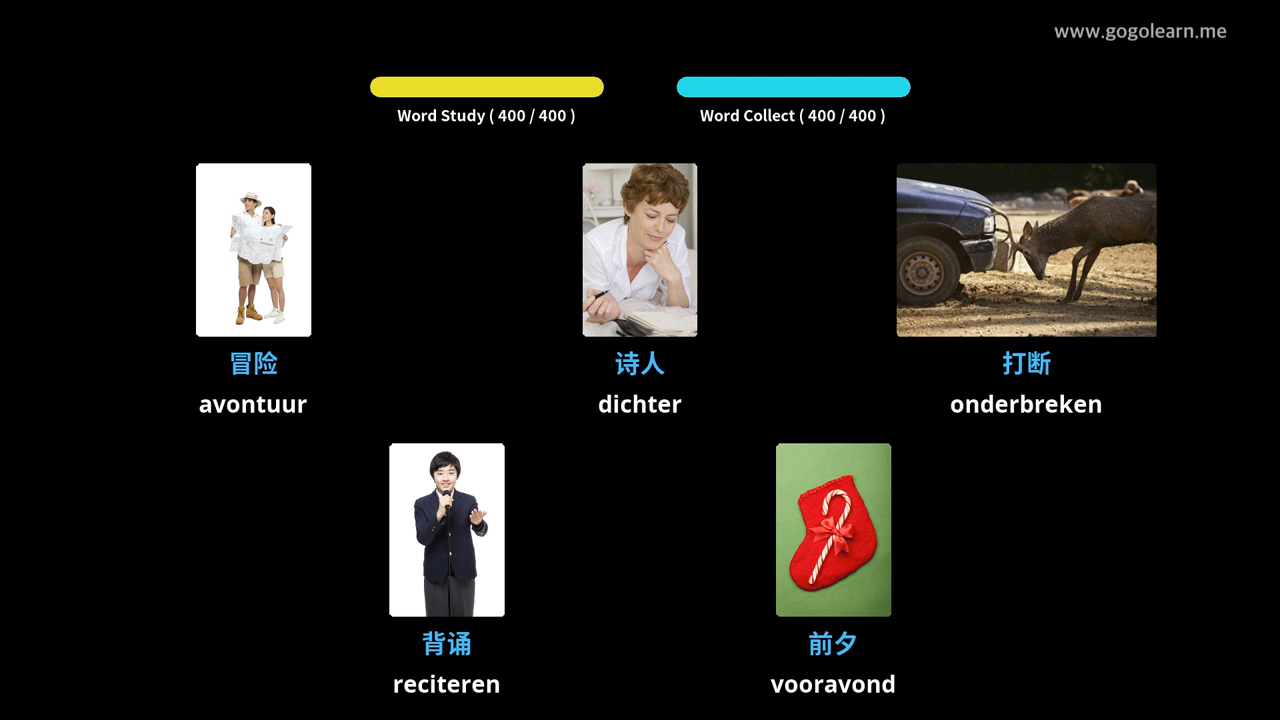 www.gogolearn.me
Word Study ( 400 / 400 )
Word Collect ( 400 / 400 )
冒险
avontuur
诗人
dichter
打断
onderbreken
背诵
reciteren
前夕
vooravond